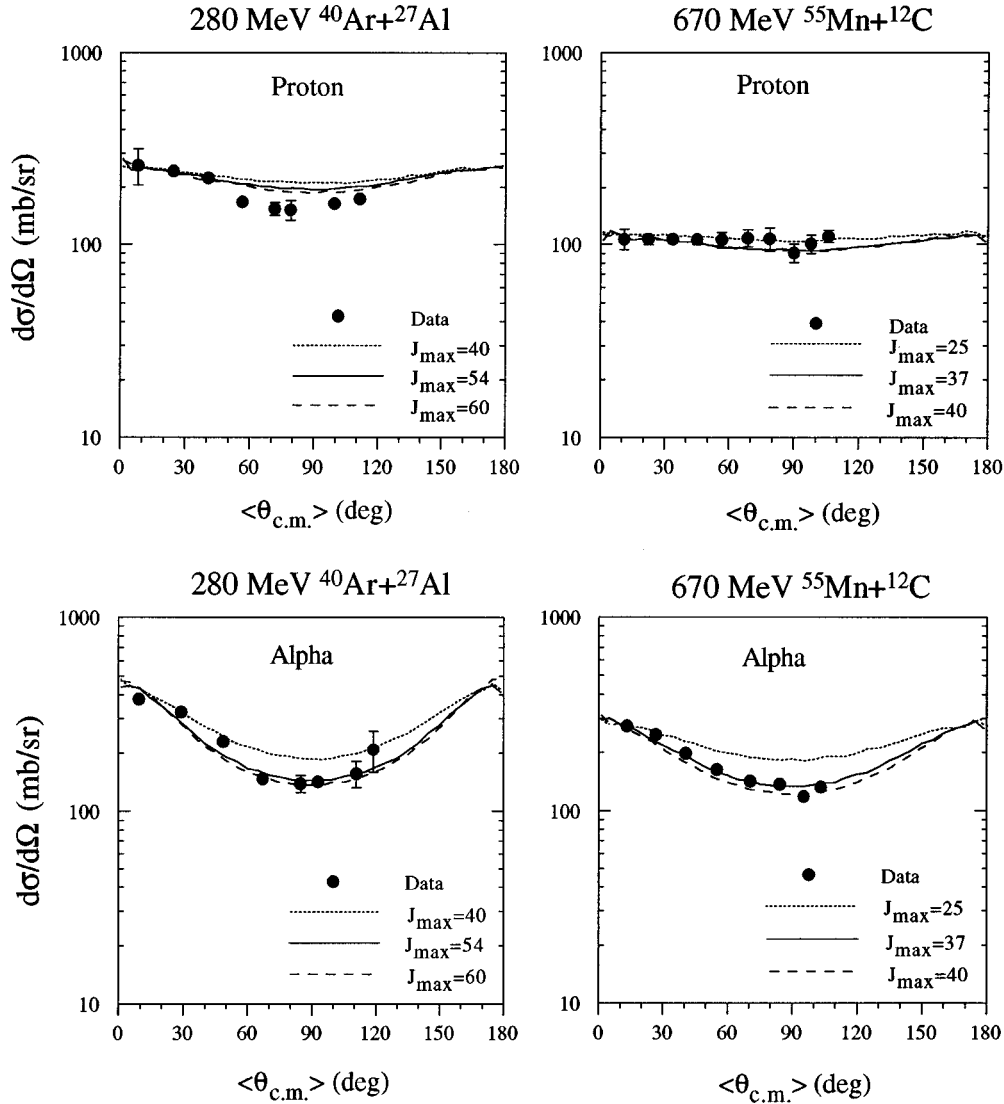 280 MeV ⁴⁰Ar+²⁷Al
670 MeV ⁵⁵Mn+¹²C
dσ/dΩ (mb/sr)
1000
100
10
Proton
Data
J_max=40
J_max=54
J_max=60
0 30 60 90 120 150 180
<θ_c.m.> (deg)
1000
100
10
Proton
Data
J_max=25
J_max=37
J_max=40
0 30 60 90 120 150 180
<θ_c.m.> (deg)
280 MeV ⁴⁰Ar+²⁷Al
670 MeV ⁵⁵Mn+¹²C
dσ/dΩ (mb/sr)
1000
100
10
Alpha
Data
J_max=40
J_max=54
J_max=60
0 30 60 90 120 150 180
<θ_c.m.> (deg)
1000
100
10
Alpha
Data
J_max=25
J_max=37
J_max=40
0 30 60 90 120 150 180
<θ_c.m.> (deg)